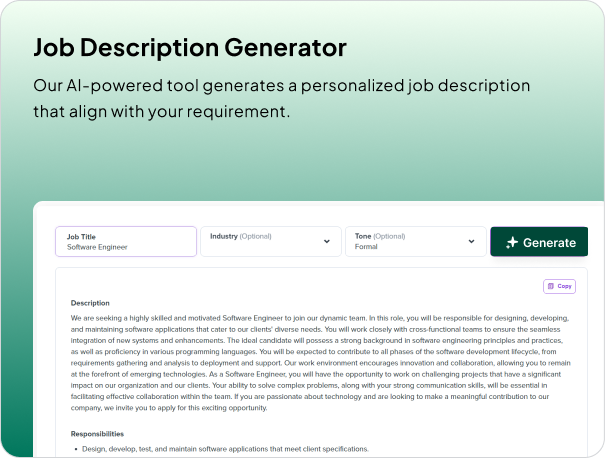 Job Description Generator
Our AI-powered tool generates a personalized job description
that align with your requirement.
Job Title
Software Engineer
Industry (Optional)
Tone (Optional)
Formal
Generate
Copy
Description
We are seeking a highly skilled and motivated Software Engineer to join our dynamic team. In this role, you will be responsible for designing, developing,
and maintaining software applications that cater to our clients' diverse needs. You will work closely with cross-functional teams to ensure the seamless
integration of new systems and enhancements. The ideal candidate will possess a strong background in software engineering principles and practices,
as well as proficiency in various programming languages. You will be expected to contribute to all phases of the software development lifecycle, from
requirements gathering and analysis to deployment and support. Our work environment encourages innovation and collaboration, allowing you to remain
at the forefront of emerging technologies. As a Software Engineer, you will have the opportunity to work on challenging projects that have a significant
impact on our organization and our clients. Your ability to solve complex problems, along with your strong communication skills, will be essential in
facilitating effective collaboration within the team. If you are passionate about technology and are looking to make a meaningful contribution to our
company, we invite you to apply for this exciting opportunity.
Responsibilities
• Design, develop, test, and maintain software applications that meet client specifications.